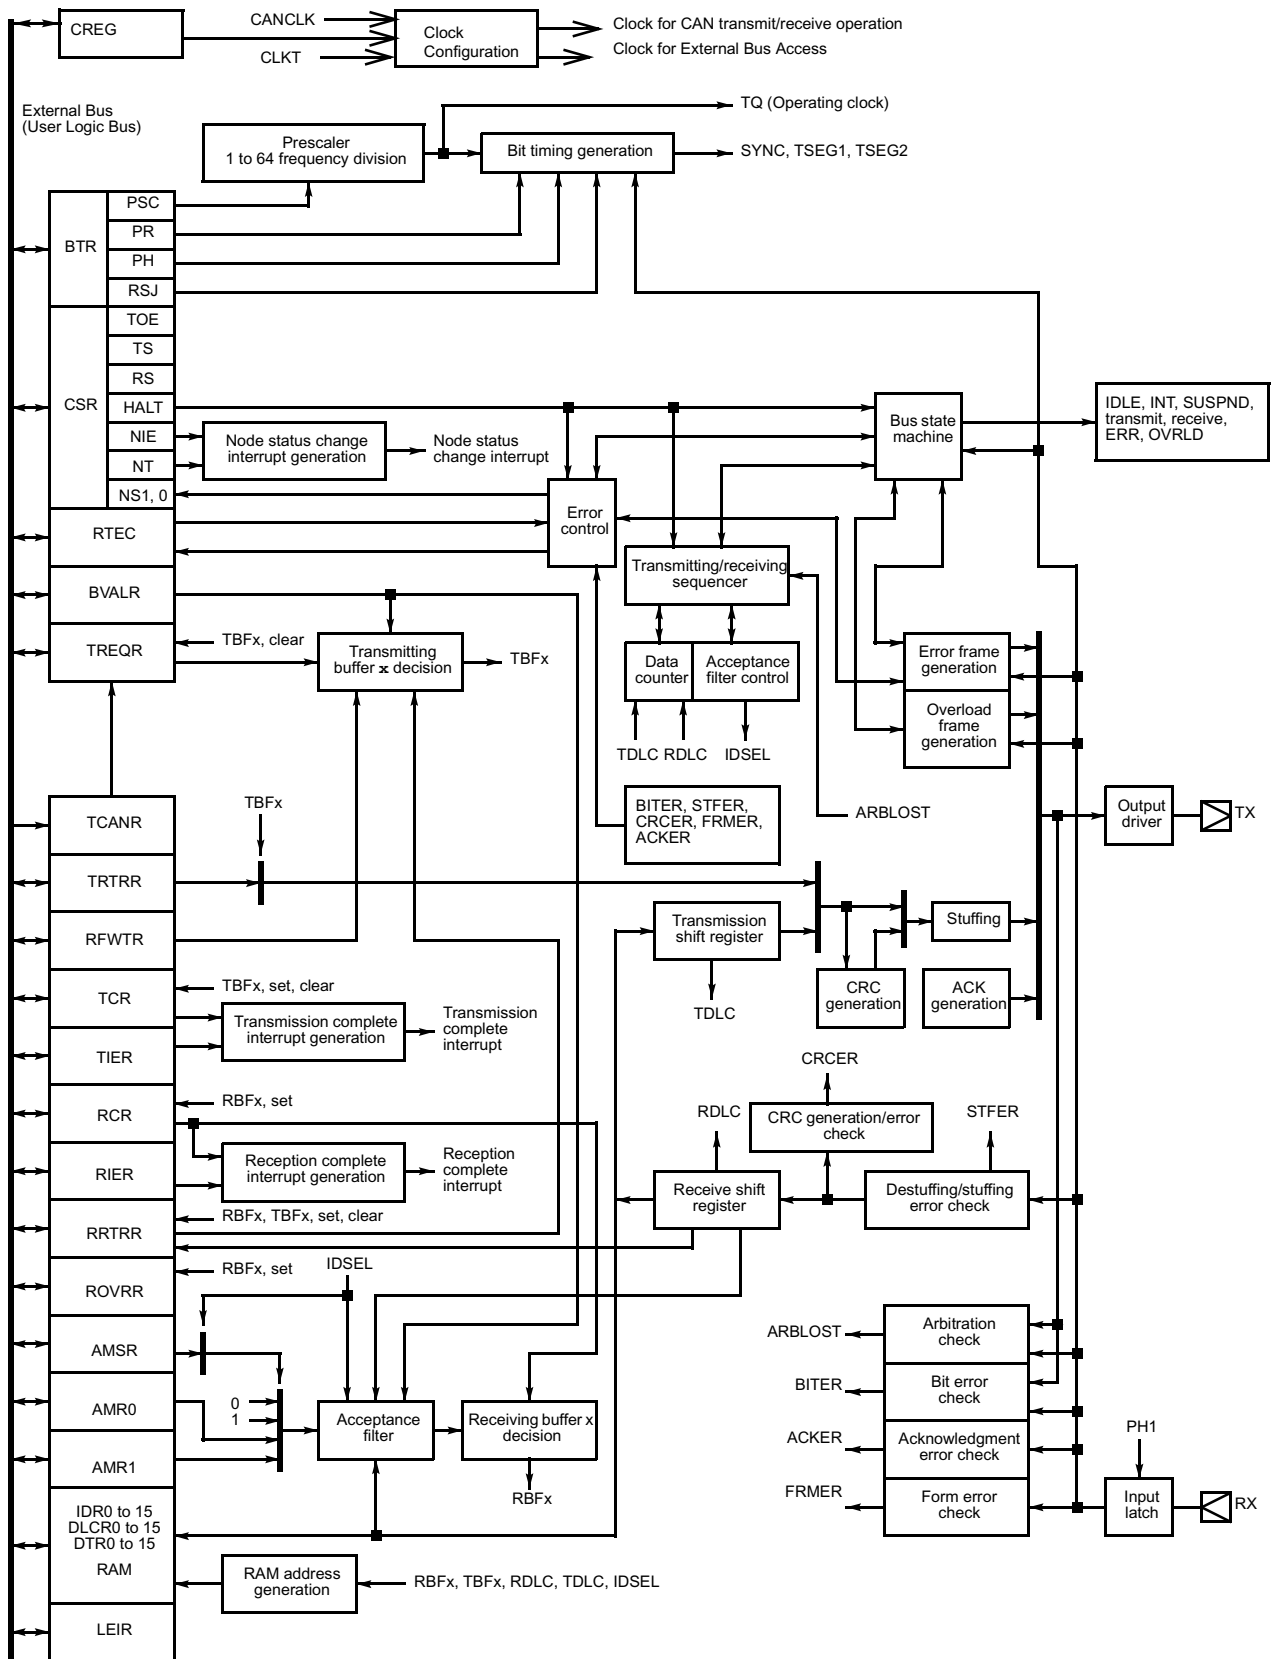 CREG
CANCLK
CLKT
Clock
Configuration
Clock for CAN transmit/receive operation
Clock for External Bus Access
External Bus
(User Logic Bus)
TQ (Operating clock)
Prescaler
1 to 64 frequency division
Bit timing generation
SYNC, TSEG1, TSEG2
BTR
PSC
PR
PH
RSJ
CSR
TOE
TS
RS
HALT
NIE
NT
NS1, 0
Node status change
interrupt generation
Node status
change interrupt
Bus state
machine
IDLE, INT, SUSPND,
transmit, receive,
ERR, OVRLD
RTEC
Error
control
Transmitting/receiving
sequencer
BVALR
TREQR
TBFx, clear
Transmitting
buffer x decision
TBFx
Data
counter
Acceptance
filter control
Error frame
generation
Overload
frame
generation
TDLC
RDLC
IDSEL
TCANR
TBFx
BITER, STFER,
CRCER, FRMER,
ACKER
ARBLOST
Output
driver
TX
TRTRR
RFWTR
Transmission
shift register
Stuffing
CRC
generation
ACK
generation
TCR
TBFx, set, clear
TDLC
Transmission complete
interrupt generation
Transmission
complete
interrupt
TIER
CRCER
RCR
RBFx, set
RDLC
CRC generation/error
check
STFER
RIER
Reception complete
interrupt generation
Reception
complete
interrupt
Receive shift
register
Destuffing/stuffing
error check
RRTRR
RBFx, TBFx, set, clear
ROVRR
RBFx, set
IDSEL
AMSR
ARBLOST
Arbitration
check
AMR0
0
1
Acceptance
filter
Receiving buffer x
decision
BITER
Bit error
check
ACKER
Acknowledgment
error check
PH1
AMR1
RBFx
FRMER
Form error
check
Input
latch
RX
IDR0 to 15
DLCR0 to 15
DTR0 to 15
RAM
RAM address
generation
RBFx, TBFx, RDLC, TDLC, IDSEL
LEIR